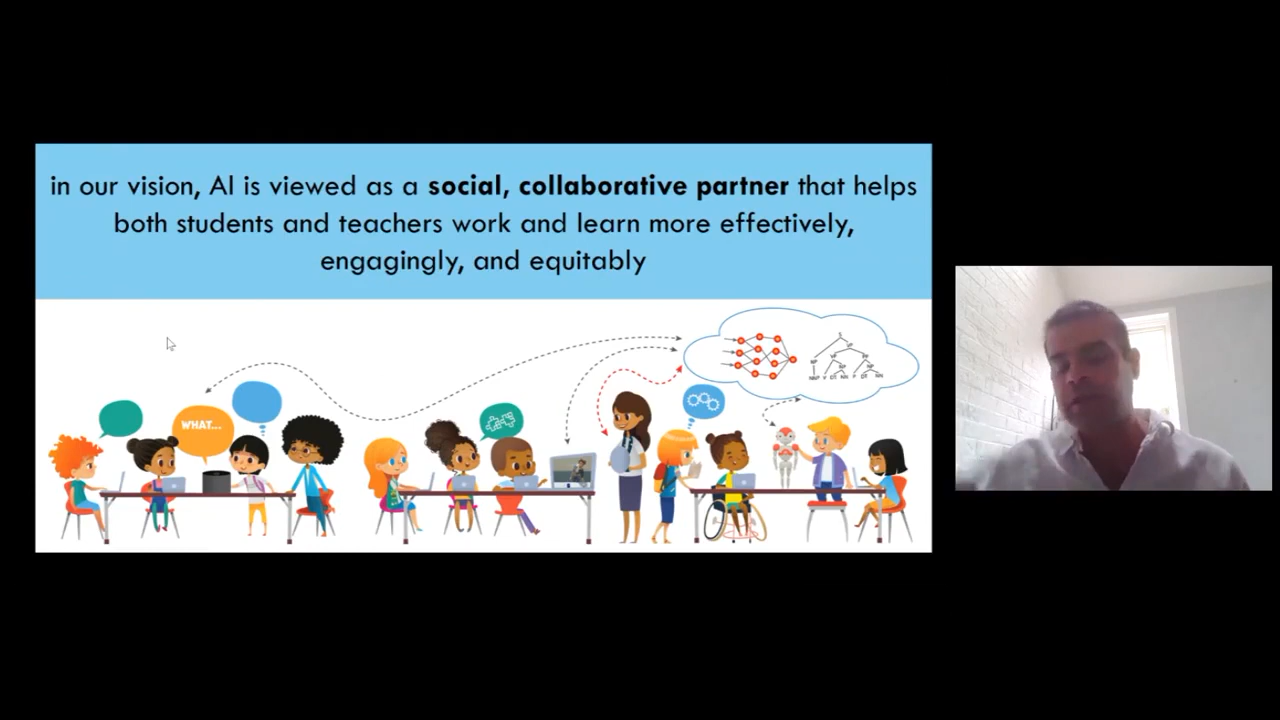 in our vision, AI is viewed as a social, collaborative partner that helps
both students and teachers work and learn more effectively,
engagingly, and equitably
WHAT...